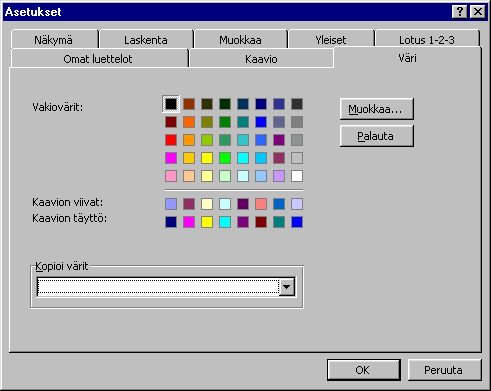 Asetukset
Näkymä Laskenta Muokkaa Yleiset Lotus 1-2-3
Omat luettelot Kaavio Väri
Vakiovärit:
Muokkaa...
Palauta
Kaavion viivat:
Kaavion täyttö:
Kopioi värit
OK Peruuta